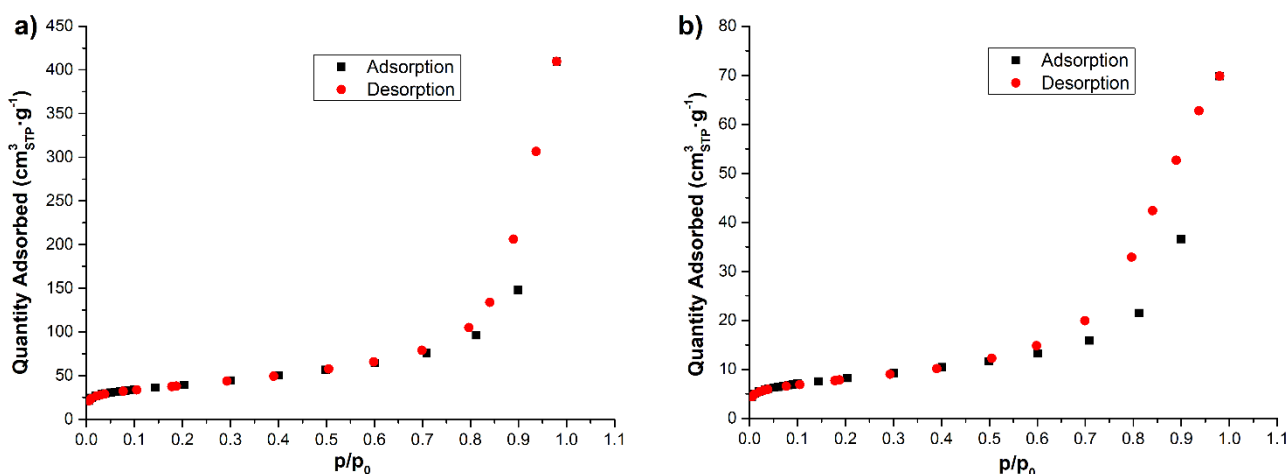 a)
Quantity Adsorbed (cm³STP·g⁻¹)
450
400
350
300
250
200
150
100
50
0
Adsorption
Desorption
0.0 0.1 0.2 0.3 0.4 0.5 0.6 0.7 0.8 0.9 1.0 1.1
p/p₀
b)
Quantity Adsorbed (cm³STP·g⁻¹)
80
70
60
50
40
30
20
10
0
Adsorption
Desorption
0.0 0.1 0.2 0.3 0.4 0.5 0.6 0.7 0.8 0.9 1.0 1.1
p/p₀